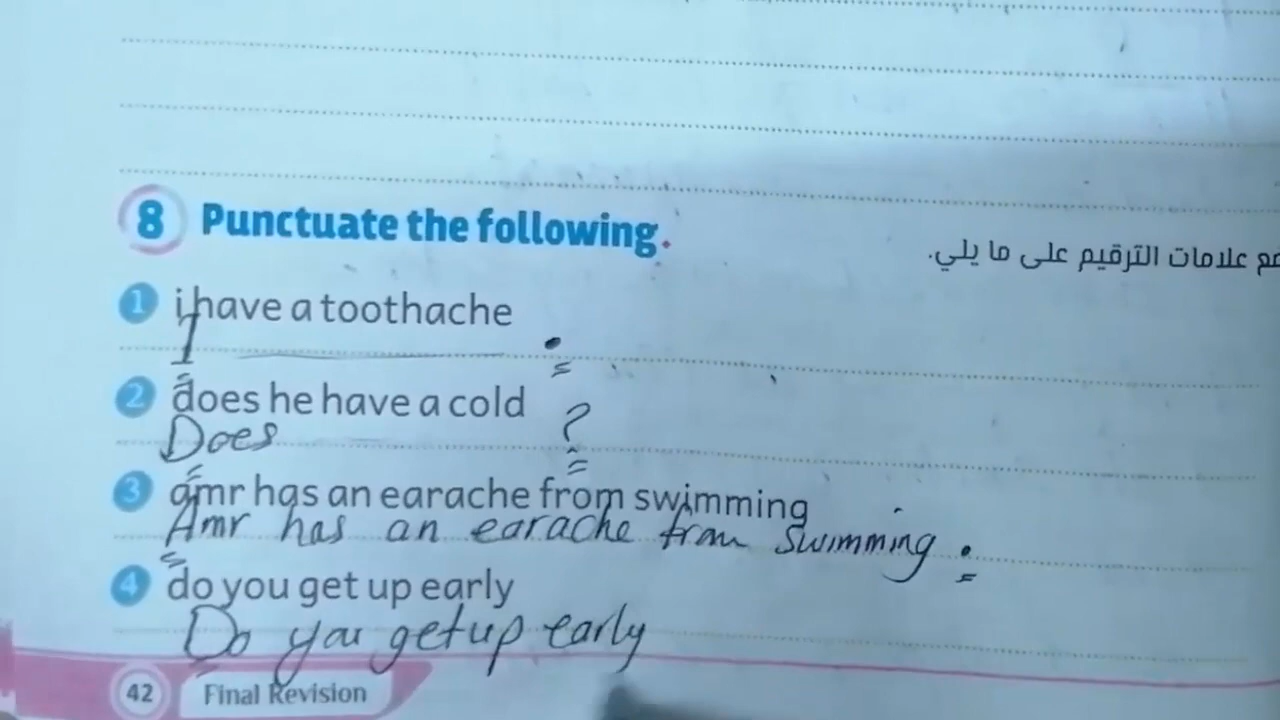 8 Punctuate the following.
ضع علامات الترقيم على ما يلي.
1 i have a toothache
I .
2 does he have a cold
Does ?
3 amr has an earache from swimming
Amr has an earache from swimming .
4 do you get up early
Do you get up early
42 Final Revision